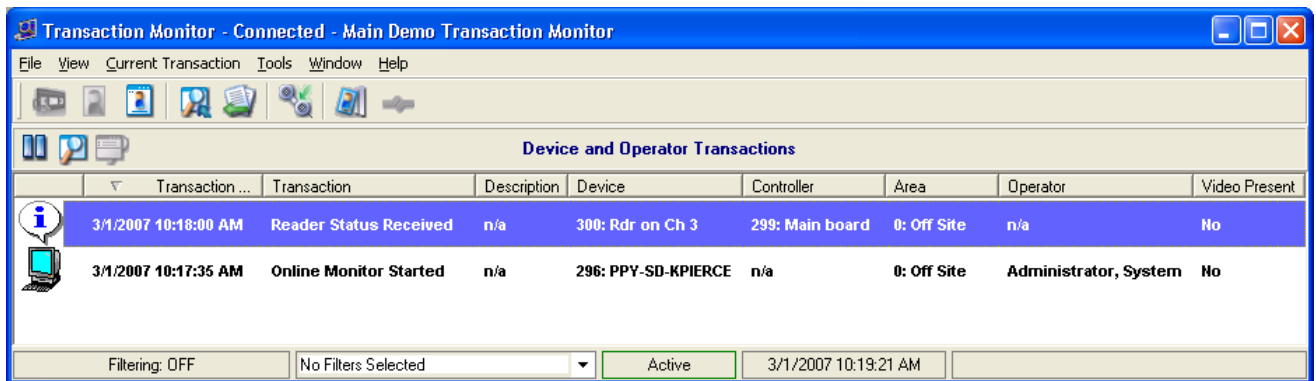 Transaction Monitor - Connected - Main Demo Transaction Monitor
File View Current Transaction Tools Window Help
Device and Operator Transactions
Transaction ... Transaction Description Device Controller Area Operator Video Present
3/1/2007 10:18:00 AM Reader Status Received n/a 300: Rdr on Ch 3 299: Main board 0: Off Site n/a No
3/1/2007 10:17:35 AM Online Monitor Started n/a 296: PPY-SD-KPIERCE n/a 0: Off Site Administrator, System No
Filtering: OFF No Filters Selected Active 3/1/2007 10:19:21 AM